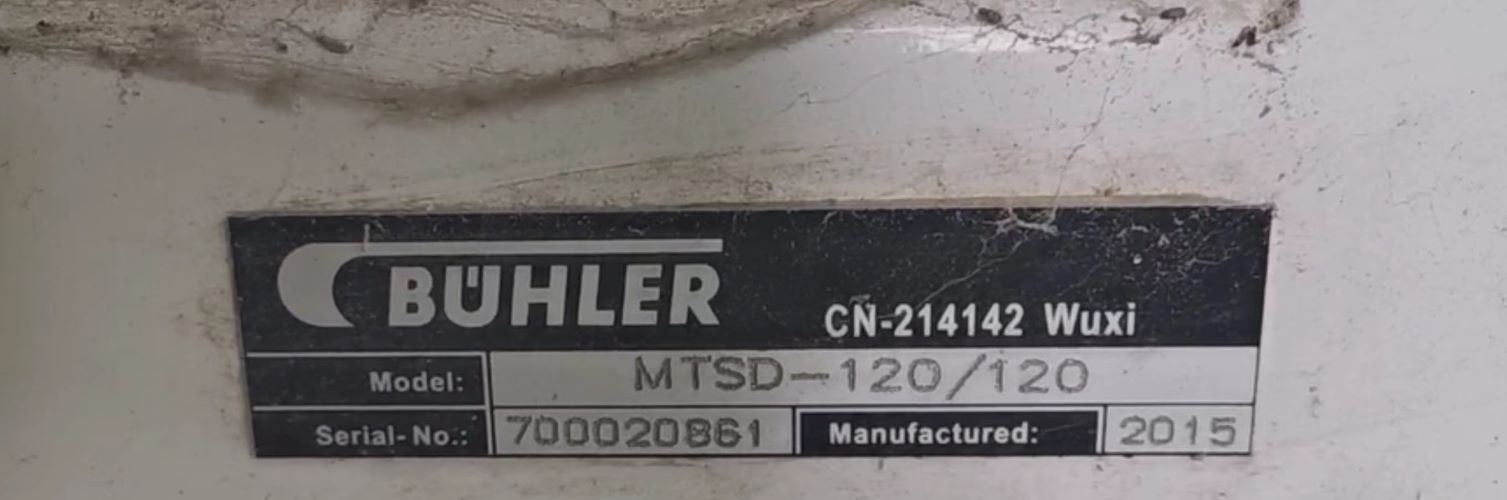 BÜHLER
CN-214142 Wuxi
Model: MTSD-120/120
Serial-No.: 700020861 Manufactured: 2015